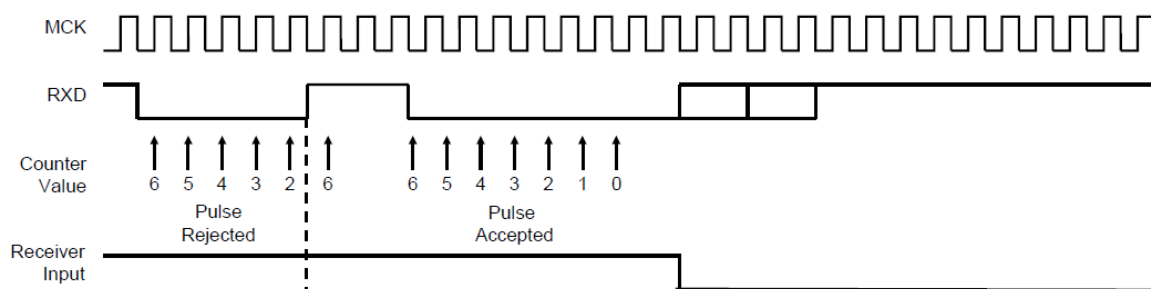 MCK
RXD
Counter
Value
6 5 4 3 2 6 6 5 4 3 2 1 0
Pulse
Rejected
Pulse
Accepted
Receiver
Input